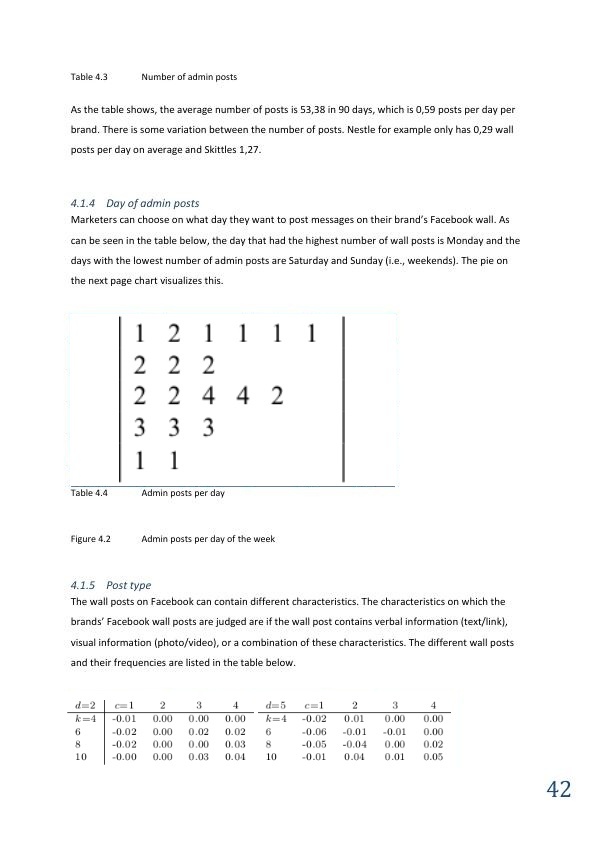 Table 4.3 Number of admin posts
As the table shows, the average number of posts is 53,38 in 90 days, which is 0,59 posts per day per
brand. There is some variation between the number of posts. Nestle for example only has 0,29 wall
posts per day on average and Skittles 1,27.
4.1.4 Day of admin posts
Marketers can choose on what day they want to post messages on their brand's Facebook wall. As
can be seen in the table below, the day that had the highest number of wall posts is Monday and the
days with the lowest number of admin posts are Saturday and Sunday (i.e., weekends). The pie on
the next page chart visualizes this.
1 2 1 1 1 1
2 2 2
2 2 4 4 2
3 3 3
1 1
Table 4.4 Admin posts per day
Figure 4.2 Admin posts per day of the week
4.1.5 Post type
The wall posts on Facebook can contain different characteristics. The characteristics on which the
brands' Facebook wall posts are judged are if the wall post contains verbal information (text/link),
visual information (photo/video), or a combination of these characteristics. The different wall posts
and their frequencies are listed in the table below.
d=2 c=1 2 3 4 d=5 c=1 2 3 4
k=4 -0.01 0.00 0.00 0.00 k=4 -0.02 0.01 0.00 0.00
6 -0.02 0.00 0.02 0.02 6 -0.06 -0.01 -0.01 0.00
8 -0.02 0.00 0.00 0.03 8 -0.05 -0.04 0.00 0.02
10 -0.00 0.00 0.03 0.04 10 -0.01 0.04 0.01 0.05
42